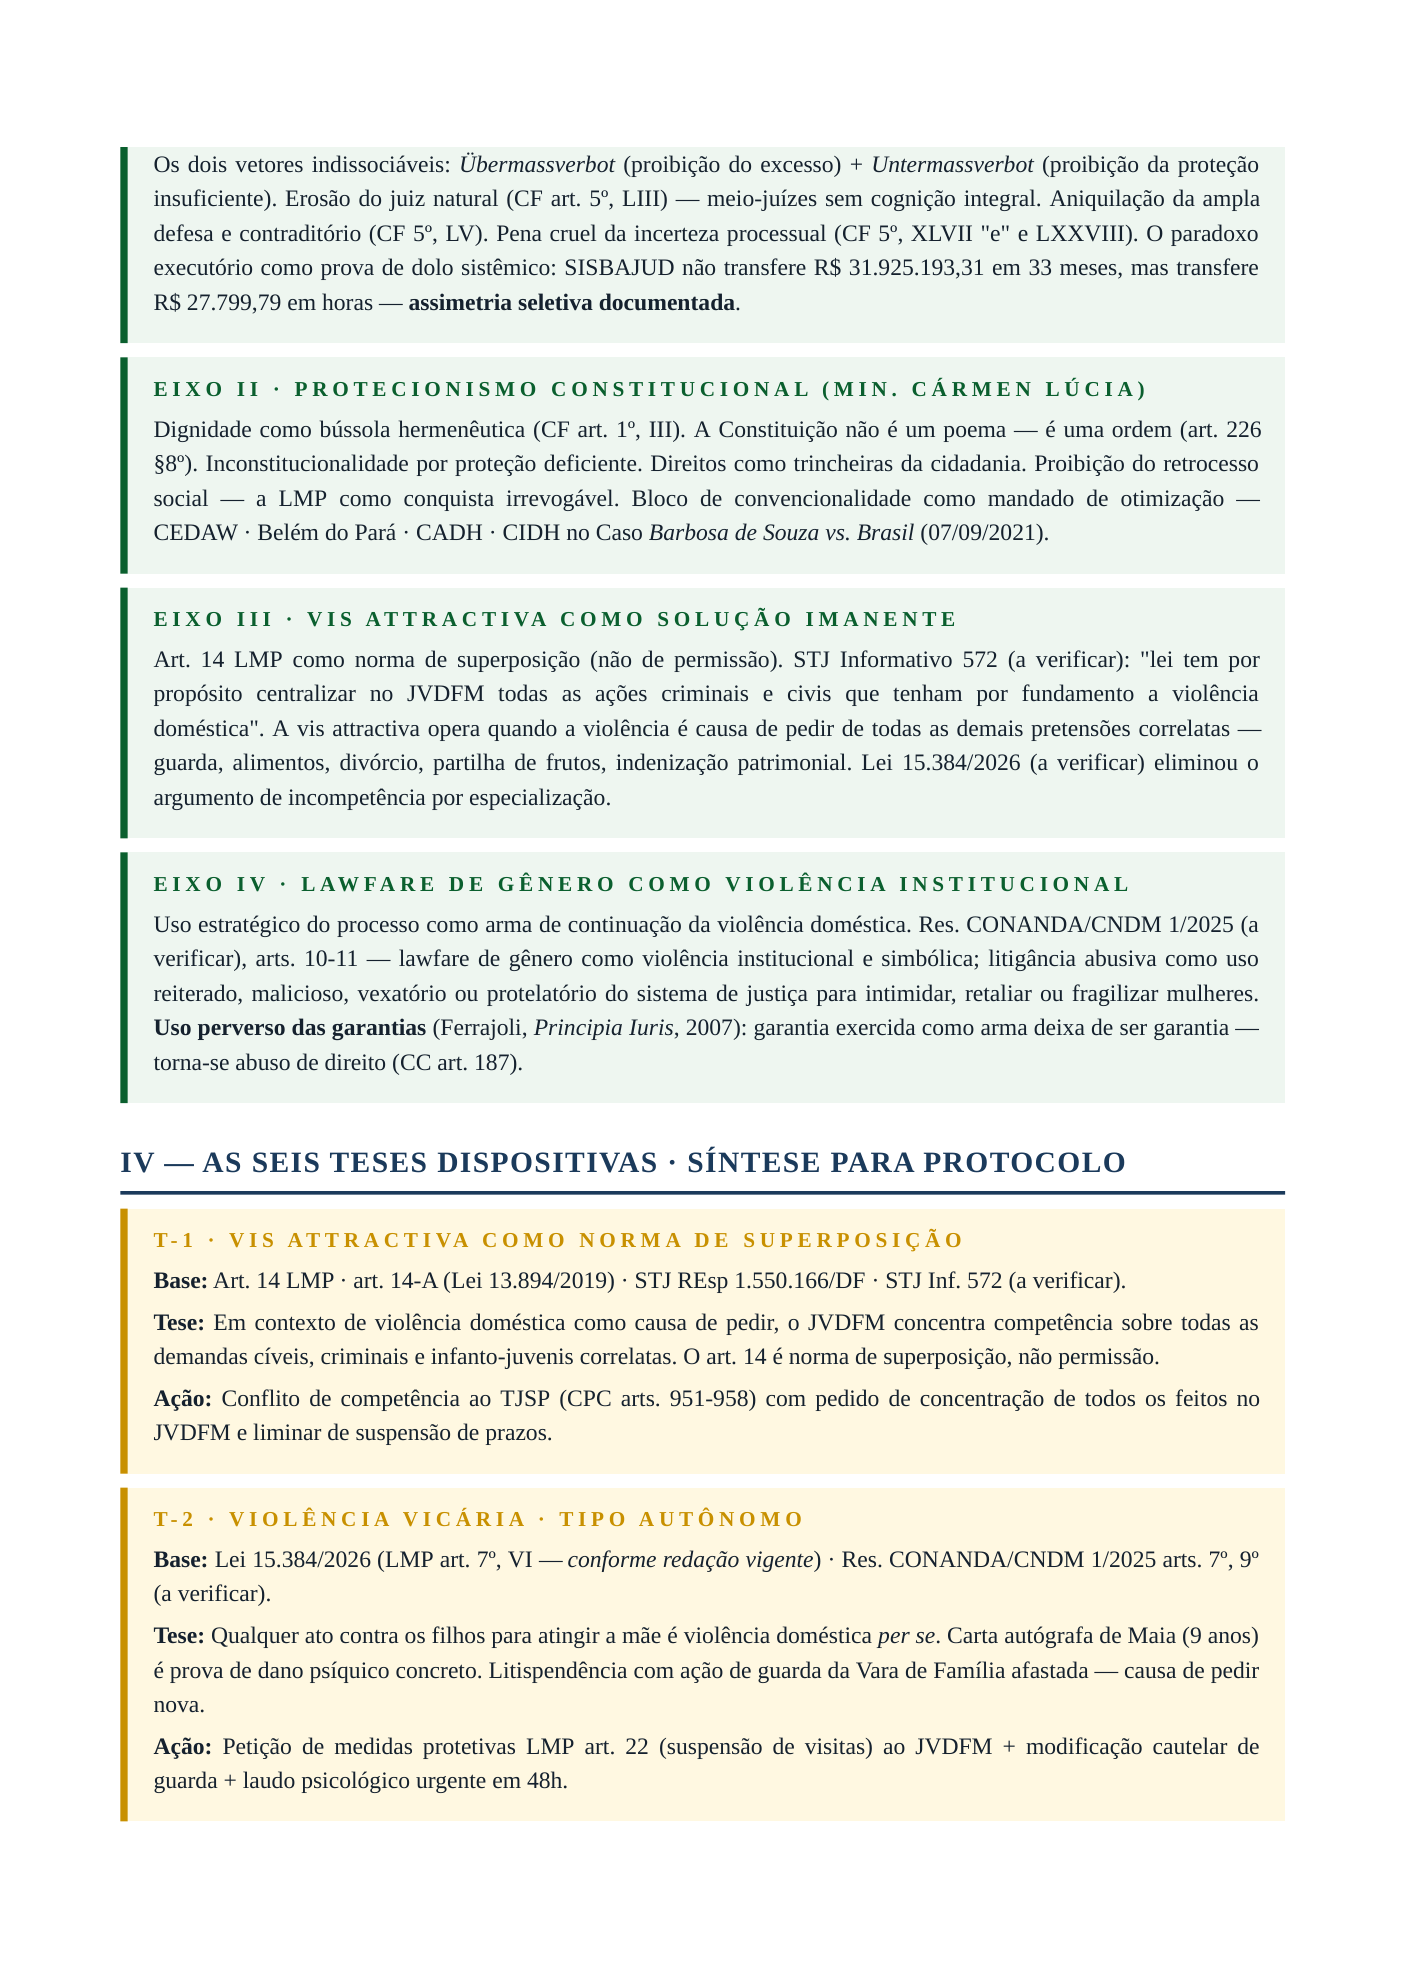 Os dois vetores indissociáveis: Übermassverbot (proibição do excesso) + Untermassverbot (proibição da proteção
insuficiente). Erosão do juiz natural (CF art. 5º, LIII) — meio-juízes sem cognição integral. Aniquilação da ampla
defesa e contraditório (CF 5º, LV). Pena cruel da incerteza processual (CF 5º, XLVII "e" e LXXVIII). O paradoxo
executório como prova de dolo sistêmico: SISBAJUD não transfere R$ 31.925.193,31 em 33 meses, mas transfere
R$ 27.799,79 em horas — assimetria seletiva documentada.
EIXO II · PROTECIONISMO CONSTITUCIONAL (MIN. CÁRMEN LÚCIA)
Dignidade como bússola hermenêutica (CF art. 1º, III). A Constituição não é um poema — é uma ordem (art. 226
§8º). Inconstitucionalidade por proteção deficiente. Direitos como trincheiras da cidadania. Proibição do retrocesso
social — a LMP como conquista irrevogável. Bloco de convencionalidade como mandado de otimização —
CEDAW · Belém do Pará · CADH · CIDH no Caso Barbosa de Souza vs. Brasil (07/09/2021).
EIXO III · VIS ATTRACTIVA COMO SOLUÇÃO IMANENTE
Art. 14 LMP como norma de superposição (não de permissão). STJ Informativo 572 (a verificar): "lei tem por
propósito centralizar no JVDFM todas as ações criminais e civis que tenham por fundamento a violência
doméstica". A vis attractiva opera quando a violência é causa de pedir de todas as demais pretensões correlatas —
guarda, alimentos, divórcio, partilha de frutos, indenização patrimonial. Lei 15.384/2026 (a verificar) eliminou o
argumento de incompetência por especialização.
EIXO IV · LAWFARE DE GÊNERO COMO VIOLÊNCIA INSTITUCIONAL
Uso estratégico do processo como arma de continuação da violência doméstica. Res. CONANDA/CNDM 1/2025 (a
verificar), arts. 10-11 — lawfare de gênero como violência institucional e simbólica; litigância abusiva como uso
reiterado, malicioso, vexatório ou protelatório do sistema de justiça para intimidar, retaliar ou fragilizar mulheres.
Uso perverso das garantias (Ferrajoli, Principia Iuris, 2007): garantia exercida como arma deixa de ser garantia —
torna-se abuso de direito (CC art. 187).
IV — AS SEIS TESES DISPOSITIVAS · SÍNTESE PARA PROTOCOLO
T-1 · VIS ATTRACTIVA COMO NORMA DE SUPERPOSIÇÃO
Base: Art. 14 LMP · art. 14-A (Lei 13.894/2019) · STJ REsp 1.550.166/DF · STJ Inf. 572 (a verificar).
Tese: Em contexto de violência doméstica como causa de pedir, o JVDFM concentra competência sobre todas as
demandas cíveis, criminais e infanto-juvenis correlatas. O art. 14 é norma de superposição, não permissão.
Ação: Conflito de competência ao TJSP (CPC arts. 951-958) com pedido de concentração de todos os feitos no
JVDFM e liminar de suspensão de prazos.
T-2 · VIOLÊNCIA VICÁRIA · TIPO AUTÔNOMO
Base: Lei 15.384/2026 (LMP art. 7º, VI — conforme redação vigente) · Res. CONANDA/CNDM 1/2025 arts. 7º, 9º
(a verificar).
Tese: Qualquer ato contra os filhos para atingir a mãe é violência doméstica per se. Carta autógrafa de Maia (9 anos)
é prova de dano psíquico concreto. Litispendência com ação de guarda da Vara de Família afastada — causa de pedir
nova.
Ação: Petição de medidas protetivas LMP art. 22 (suspensão de visitas) ao JVDFM + modificação cautelar de
guarda + laudo psicológico urgente em 48h.